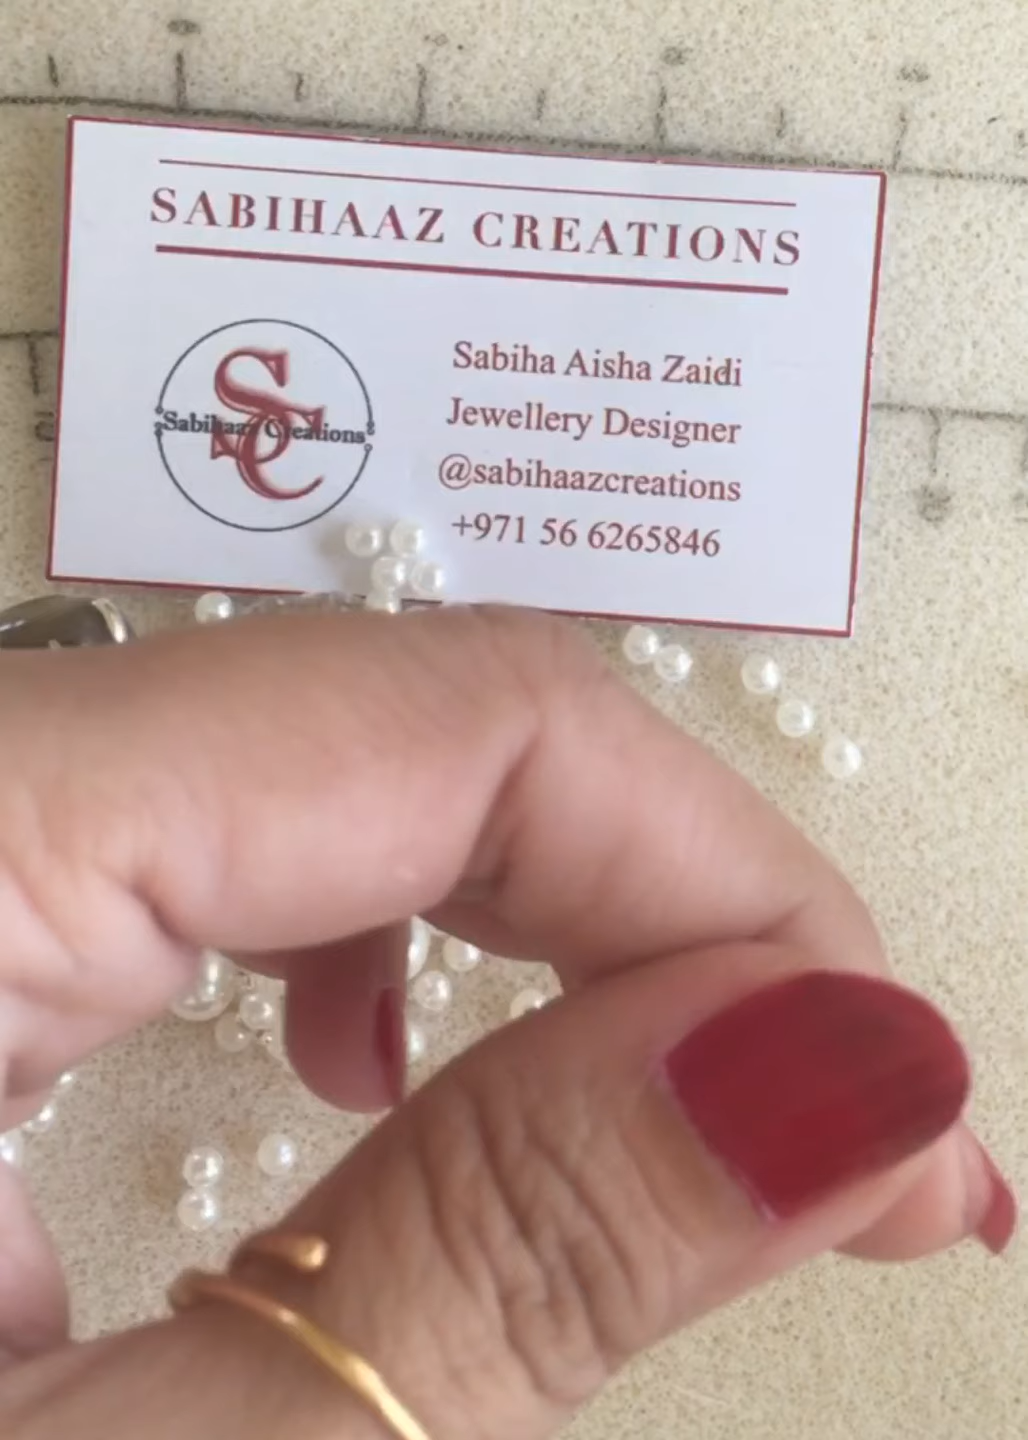 SABIHAAZ CREATIONS
SC
Sabihaaz Creations
Sabiha Aisha Zaidi
Jewellery Designer
@sabihaazcreations
+971 56 6265846